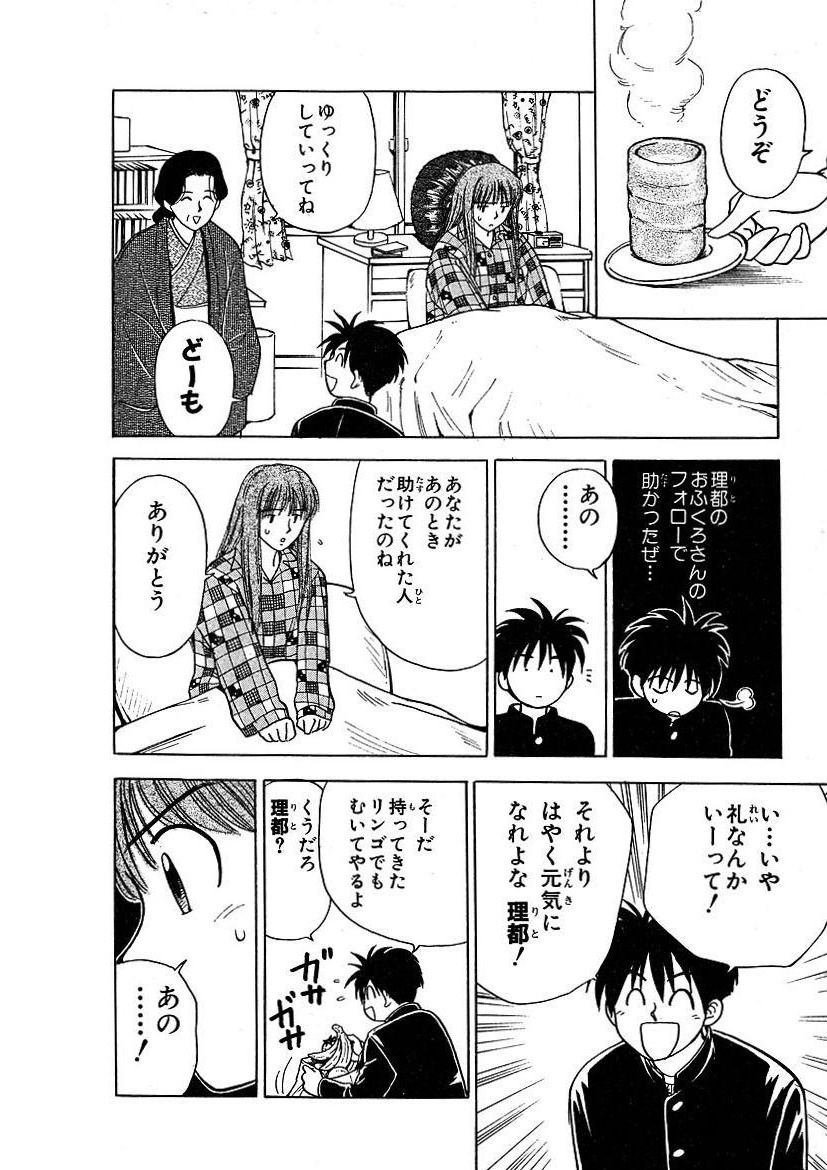 どうぞ
ゆっくり
していってね
どーも
理都の
おふくろさんの
フォローで
助かったぜ…
あの
………
あなたが
あのとき
助けてくれた人
だったのね
ありがとう
い…いや
礼なんか
いーって！
それより
はやく元気に
なれよな 理都！
そーだ
持ってきた
リンゴでも
むいてやるよ
くうだろ
理都？
ガサ
ガサ
あの
……！